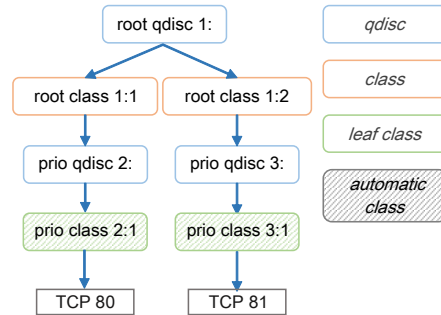 root qdisc 1:
qdisc
root class 1:1
root class 1:2
class
prio qdisc 2:
prio qdisc 3:
leaf class
prio class 2:1
prio class 3:1
automatic
class
TCP 80
TCP 81